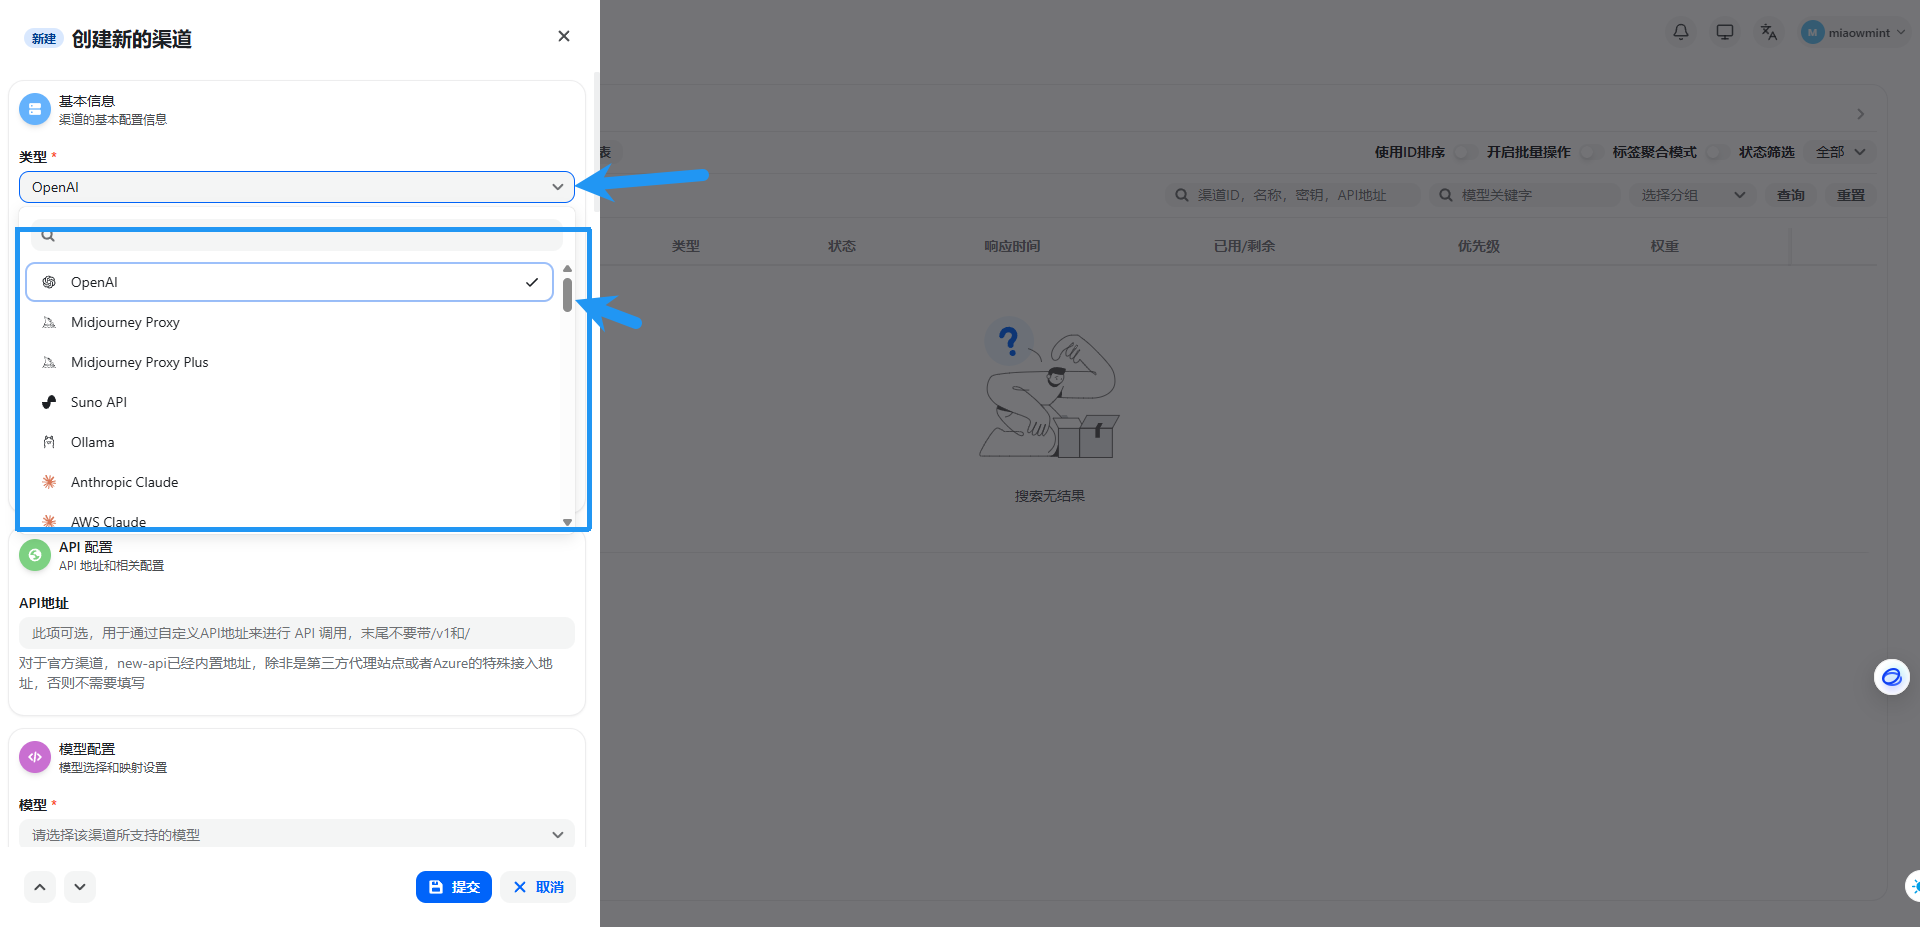 新建 创建新的渠道
基本信息
渠道的基本配置信息
类型 *
OpenAI
OpenAI
Midjourney Proxy
Midjourney Proxy Plus
Suno API
Ollama
Anthropic Claude
AWS Claude
API 配置
API 地址和相关配置
API地址
此项可选，用于通过自定义API地址来进行 API 调用，末尾不要带/v1和/
对于官方渠道，new-api已经内置地址，除非是第三方代理站点或者Azure的特殊接入地
址，否则不需要填写
模型配置
模型选择和映射设置
模型 *
请选择该渠道所支持的模型
提交 取消
M miaowmint
表 使用ID排序 开启批量操作 标签聚合模式 状态筛选 全部
渠道ID，名称，密钥，API地址 模型关键字 选择分组 查询 重置
类型 状态 响应时间 已用/剩余 优先级 权重
搜索无结果